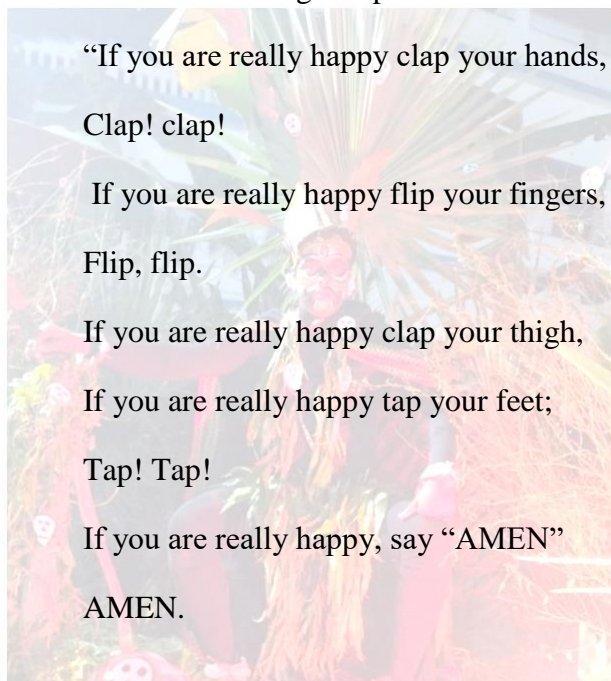 “If you are really happy clap your hands,
Clap! clap!
If you are really happy flip your fingers,
Flip, flip.
If you are really happy clap your thigh,
If you are really happy tap your feet;
Tap! Tap!
If you are really happy, say “AMEN”
AMEN.